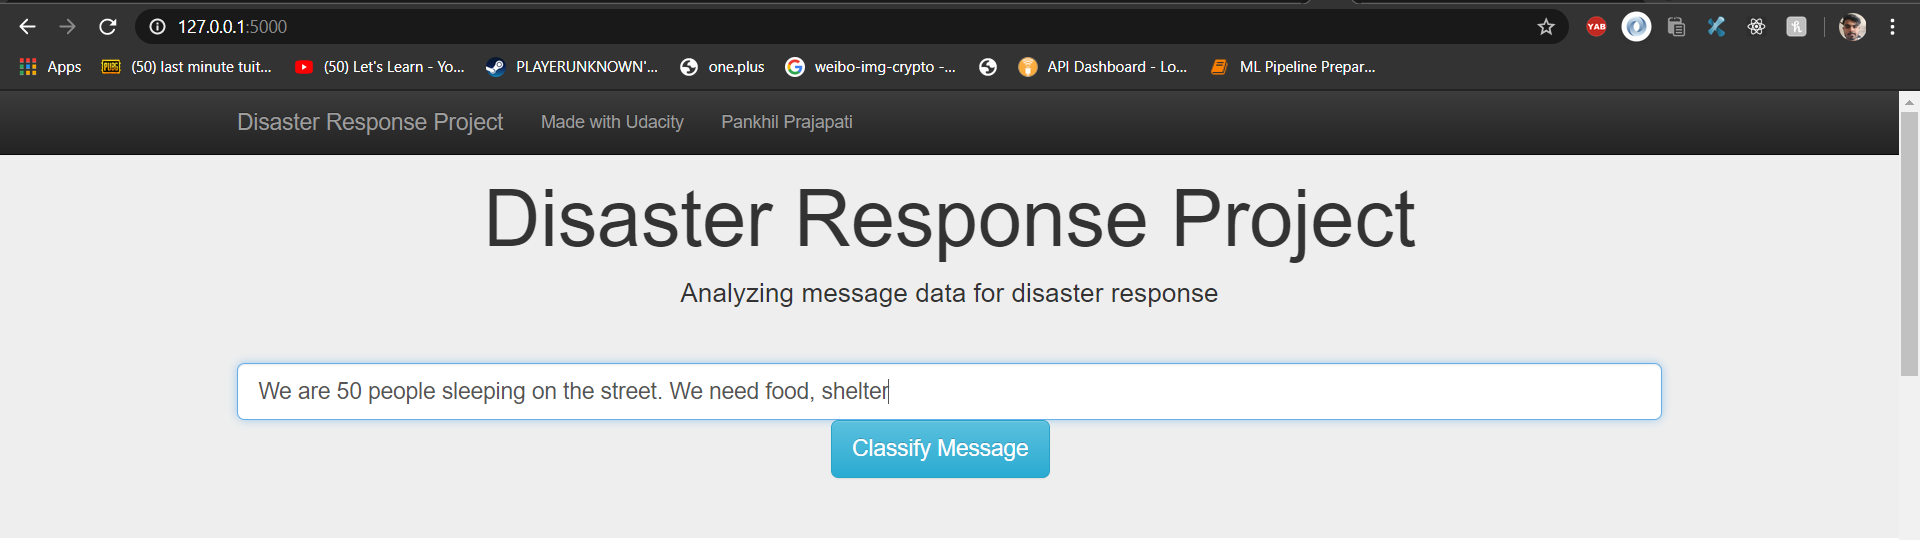 127.0.0.1:5000
YAB
Apps
PUBG
(50) last minute tuit...
(50) Let's Learn - Yo...
PLAYERUNKNOWN'...
one.plus
weibo-img-crypto -...
API Dashboard - Lo...
ML Pipeline Prepar...
Disaster Response Project
Made with Udacity
Pankhil Prajapati
Disaster Response Project
Analyzing message data for disaster response
We are 50 people sleeping on the street. We need food, shelter
Classify Message